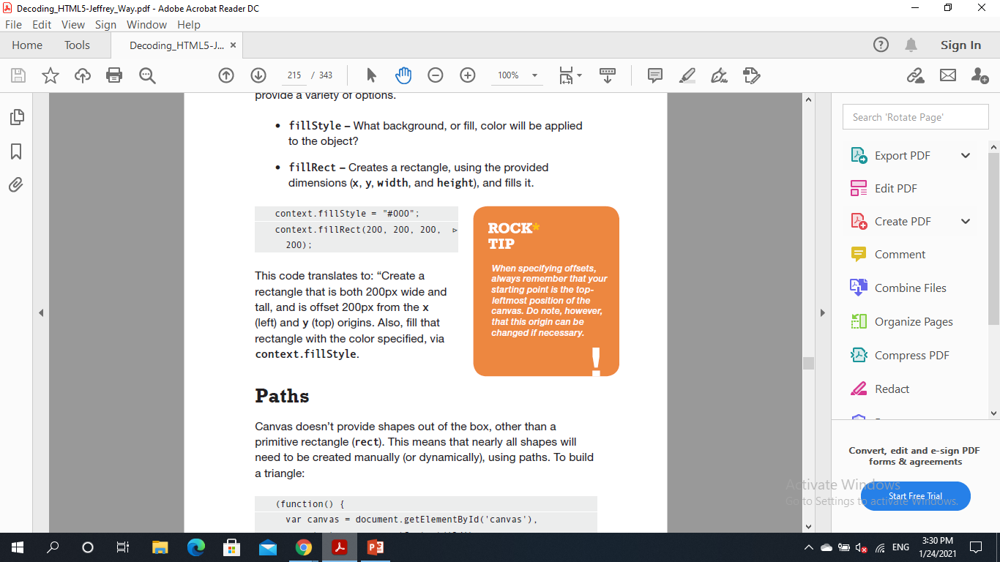 Decoding_HTML5-Jeffrey_Way.pdf - Adobe Acrobat Reader DC
File Edit View Sign Window Help
Home Tools Decoding_HTML5-J... × Sign In
215 / 343 100%
provide a variety of options.
• fillStyle – What background, or fill, color will be applied
to the object?
• fillRect – Creates a rectangle, using the provided
dimensions (x, y, width, and height), and fills it.
context.fillStyle = "#000";
context.fillRect(200, 200, 200,
200);
ROCK*
TIP
When specifying offsets,
always remember that your
starting point is the top-
leftmost position of the
canvas. Do note, however,
that this origin can be
changed if necessary.
!
This code translates to: “Create a
rectangle that is both 200px wide and
tall, and is offset 200px from the x
(left) and y (top) origins. Also, fill that
rectangle with the color specified, via
context.fillStyle.
Paths
Canvas doesn’t provide shapes out of the box, other than a
primitive rectangle (rect). This means that nearly all shapes will
need to be created manually (or dynamically), using paths. To build
a triangle:
(function() {
var canvas = document.getElementById('canvas'),
Search 'Rotate Page'
Export PDF
Edit PDF
Create PDF
Comment
Combine Files
Organize Pages
Compress PDF
Redact
Convert, edit and e-sign PDF
forms & agreements
Start Free Trial
Activate Windows
Go to Settings to activate Windows.
ENG
3:30 PM
1/24/2021